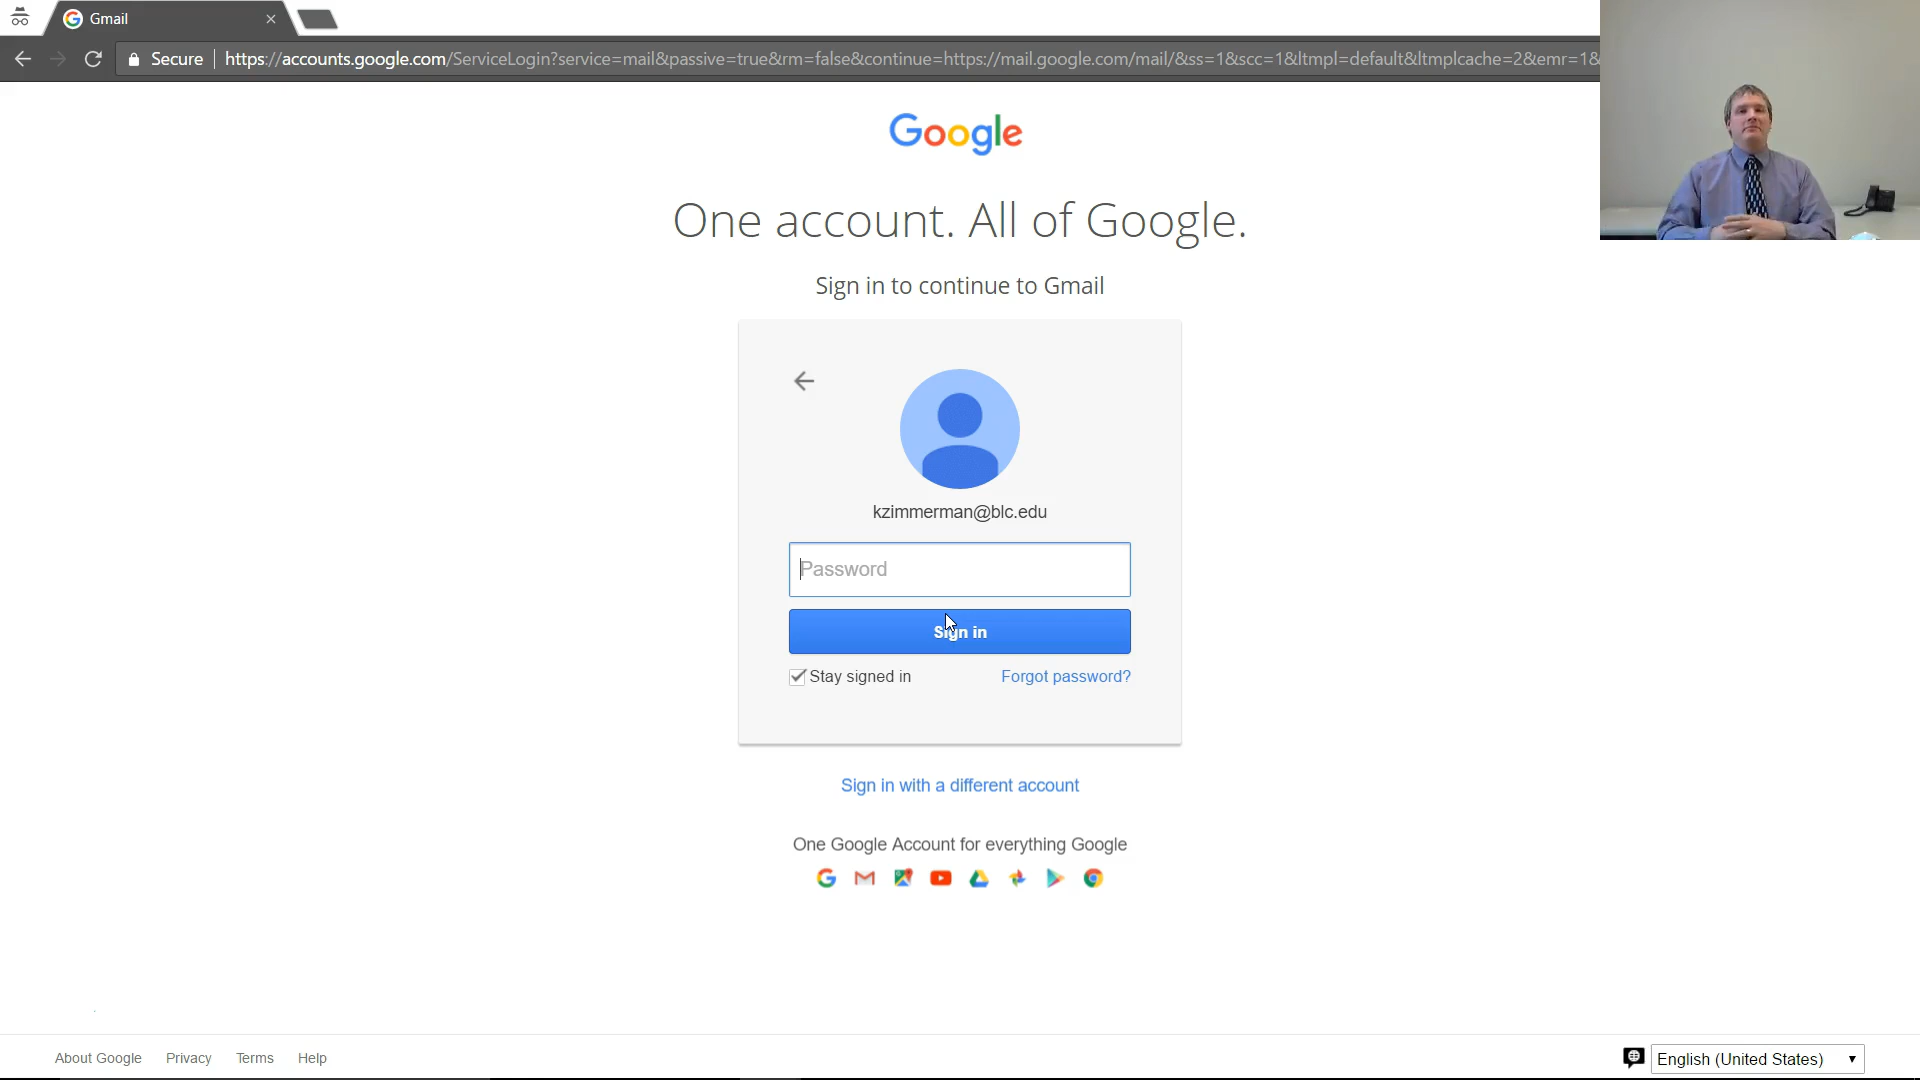 Gmail
Secure https://accounts.google.com/ServiceLogin?service=mail&passive=true&rm=false&continue=https://mail.google.com/mail/&ss=1&scc=1&ltmpl=default&ltmplcache=2&emr=1&
Google
One account. All of Google.
Sign in to continue to Gmail
kzimmerman@blc.edu
Password
Sign in
Stay signed in Forgot password?
Sign in with a different account
One Google Account for everything Google
About Google Privacy Terms Help English (United States)